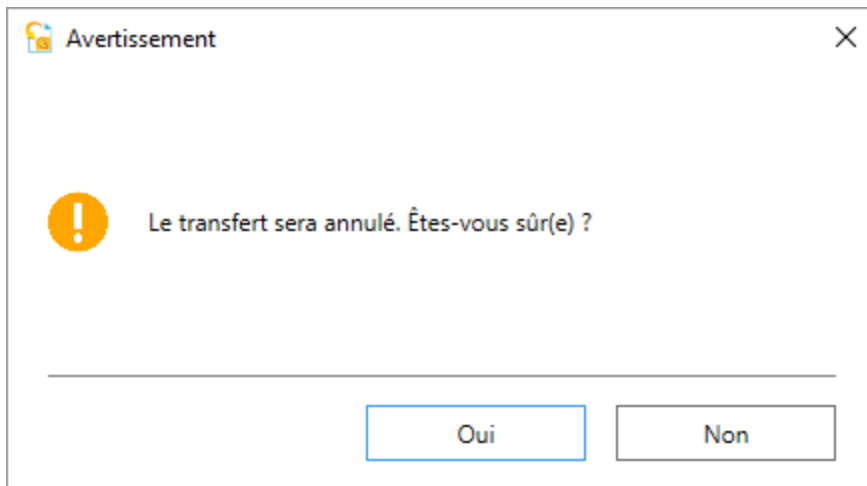 Avertissement
Le transfert sera annulé. Êtes-vous sûr(e) ?
Oui
Non